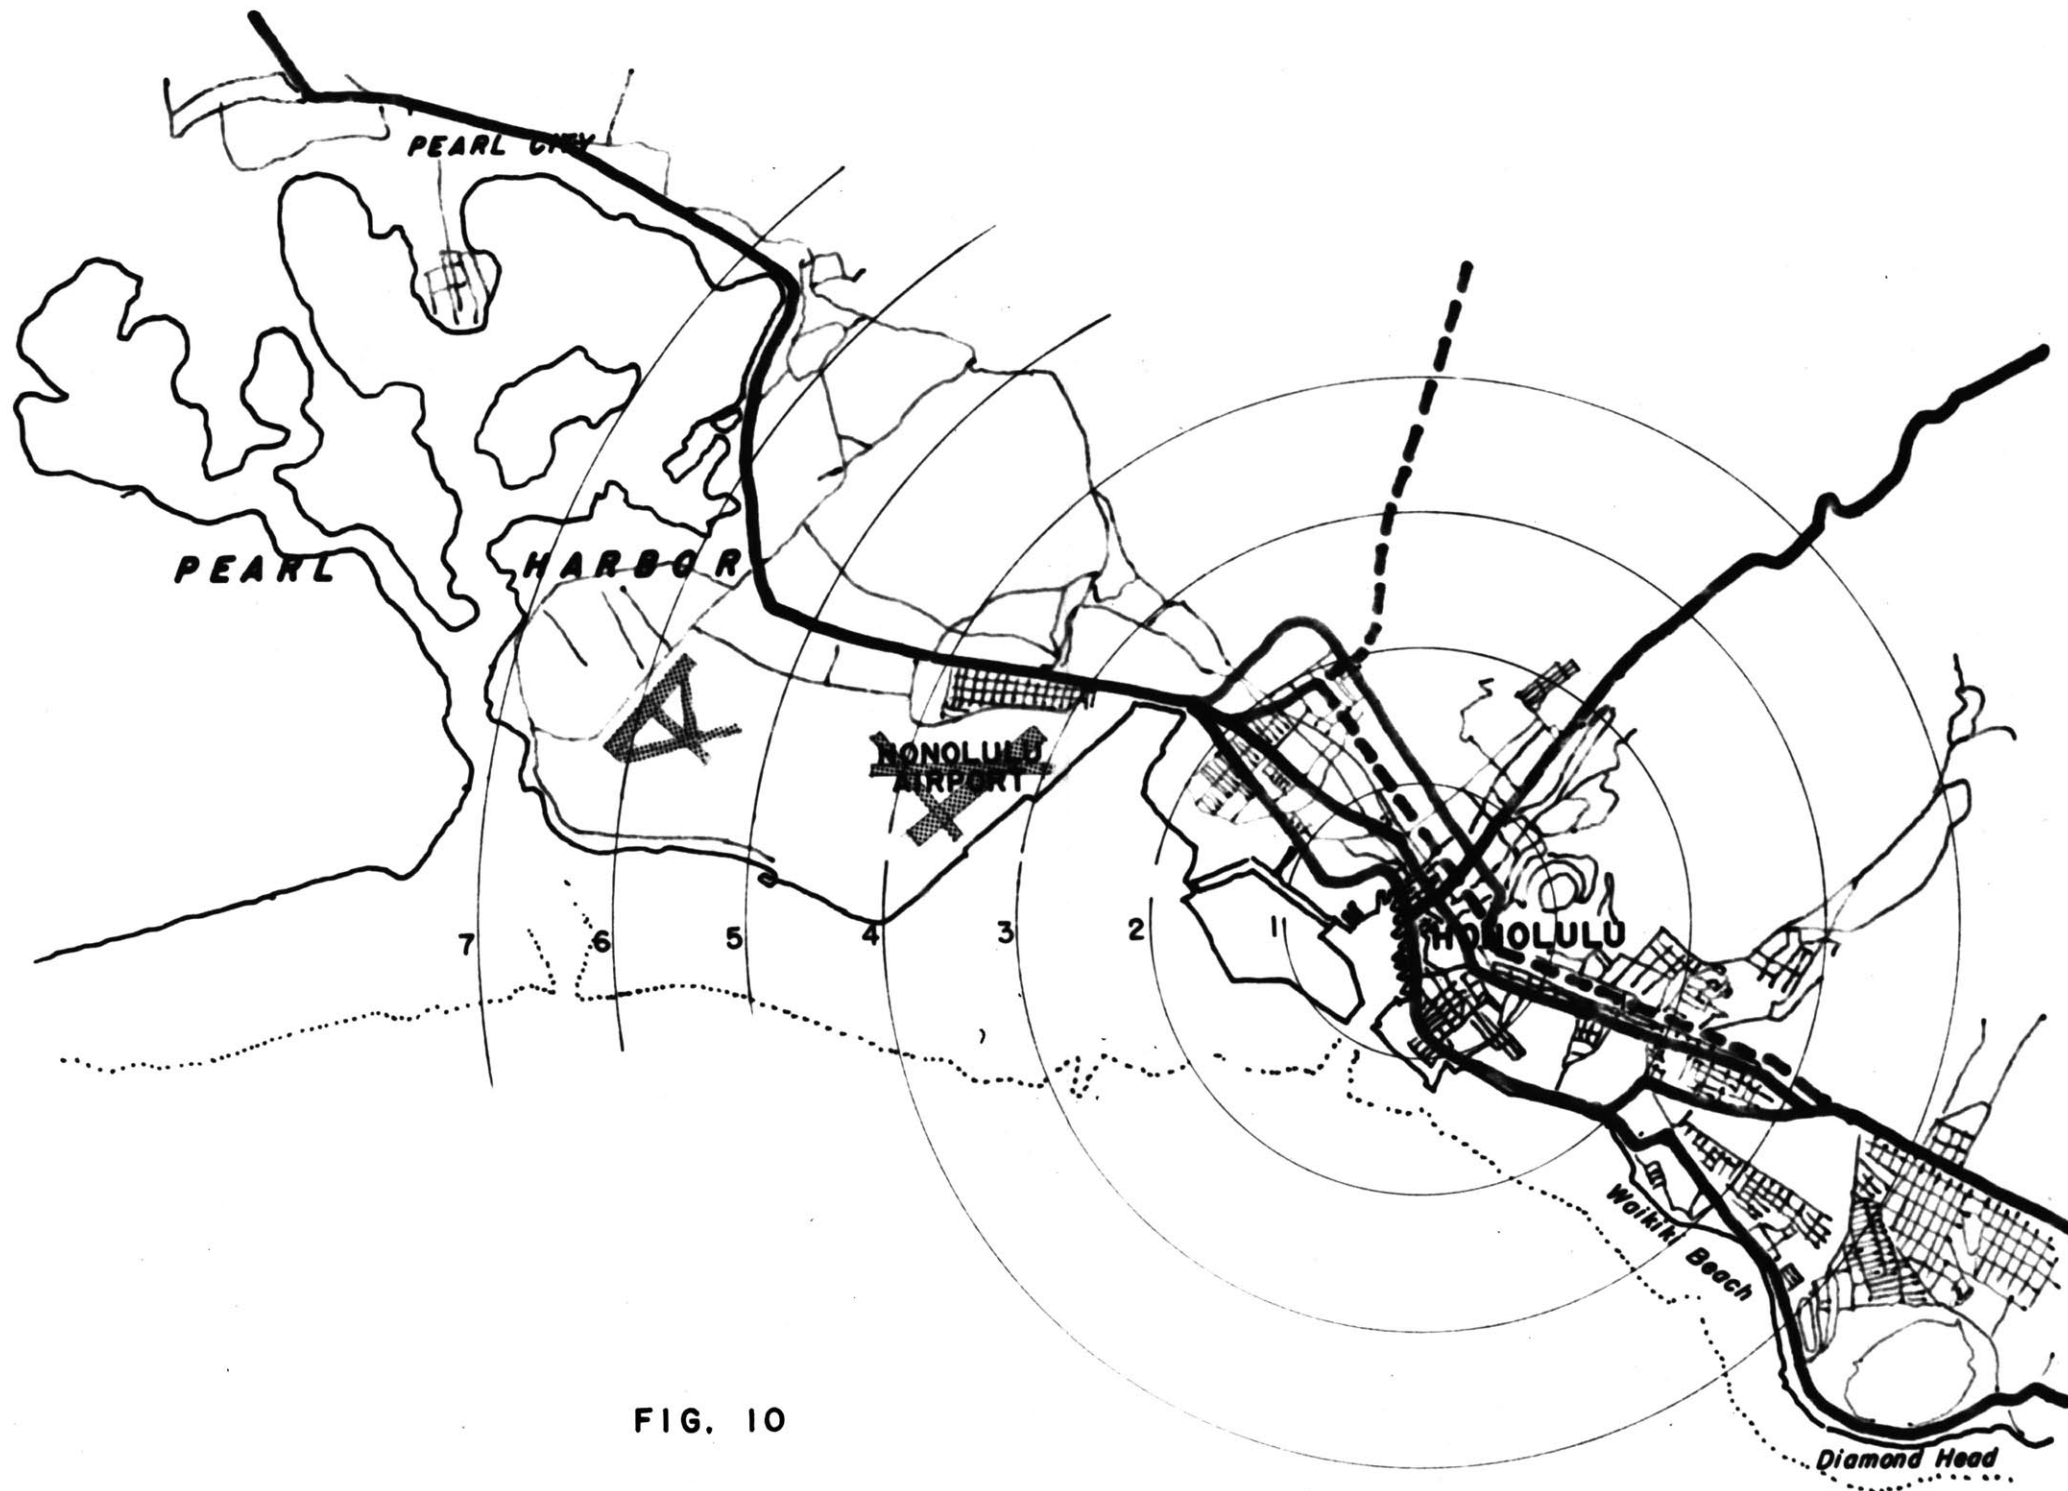 PEARL CITY
PEARL HARBOR
HONOLULU
AIRPORT
7 6 5 4 3 2 1
HONOLULU
Waikiki Beach
FIG. 10
Diamond Head